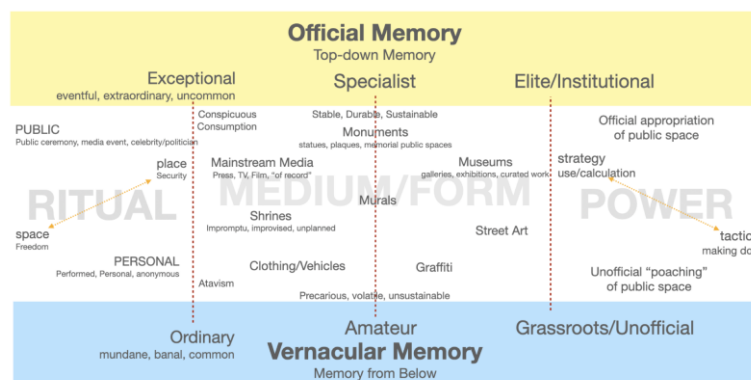 Official Memory
Top-down Memory
Exceptional
eventful, extraordinary, uncommon
Specialist
Elite/Institutional
PUBLIC
Public ceremony, media event, celebrity/politician
place
Security
RITUAL
space
Freedom
PERSONAL
Performed, Personal, anonymous
Conspicuous
Consumption
Stable, Durable, Sustainable
Monuments
statues, plaques, memorial public spaces
Mainstream Media
Press, TV, Film, "of record"
Museums
galleries, exhibitions, curated work
MEDIUM/FORM
Murals
Shrines
Impromptu, improvised, unplanned
Street Art
Clothing/Vehicles
Graffiti
Atavism
Precarious, volatile, unsustainable
Official appropriation
of public space
strategy
use/calculation
POWER
tactic
making do
Unofficial "poaching"
of public space
Ordinary
mundane, banal, common
Amateur
Grassroots/Unofficial
Vernacular Memory
Memory from Below